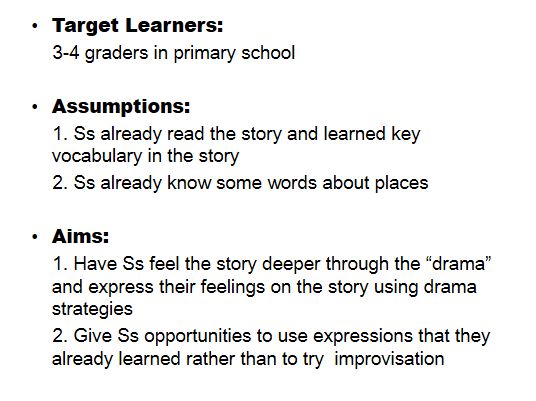 • Target Learners:
3-4 graders in primary school
• Assumptions:
1. Ss already read the story and learned key
vocabulary in the story
2. Ss already know some words about places
• Aims:
1. Have Ss feel the story deeper through the “drama”
and express their feelings on the story using drama
strategies
2. Give Ss opportunities to use expressions that they
already learned rather than to try  improvisation